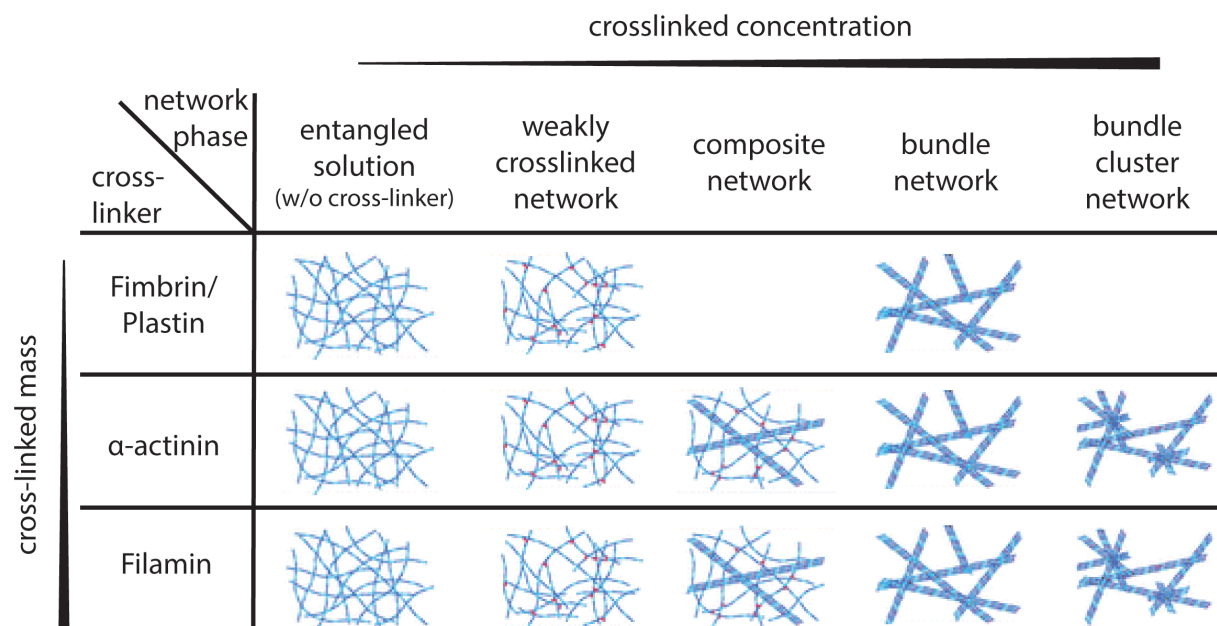 crosslinked concentration
network
phase
cross-
linker
entangled
solution
(w/o cross-linker)
weakly
crosslinked
network
composite
network
bundle
network
bundle
cluster
network
cross-linked mass
Fimbrin/
Plastin
α-actinin
Filamin